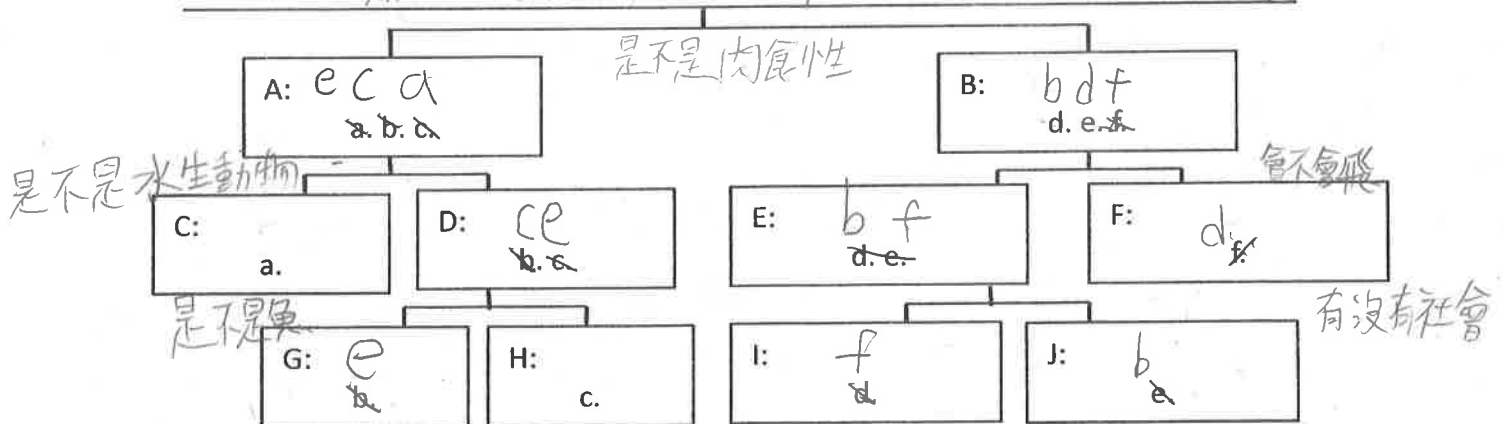 是不是肉食性
A: e c a
a. b. c.
B: b d f
d. e. f.
是不是水生動物
會不會飛
C:
a.
D: c e
b. c.
E: b f
d. e.
F: d
f.
是不是魚
有沒有社會
G: e
b.
H:
c.
I: f
d
J: b
e